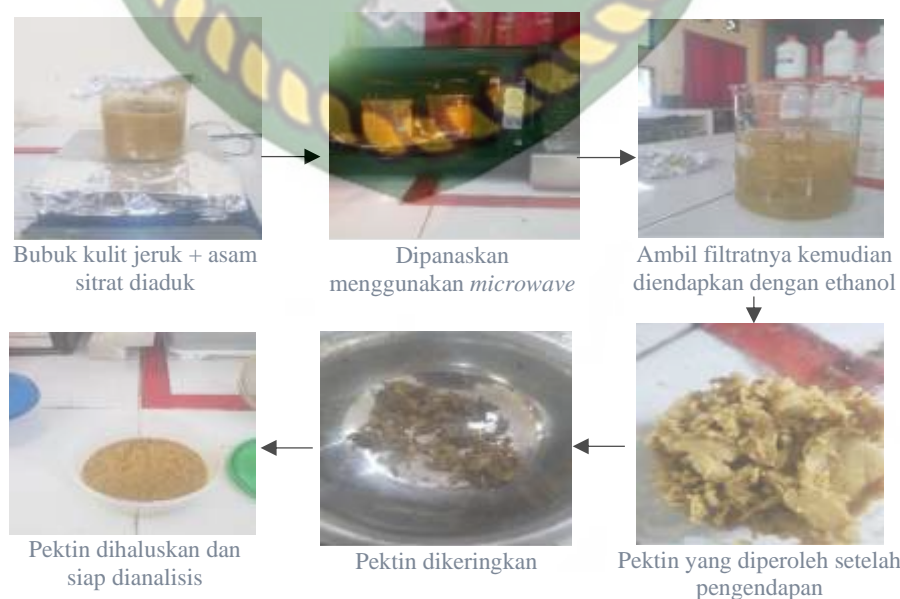 Bubuk kulit jeruk + asam
sitrat diaduk
Dipanaskan
menggunakan microwave
Ambil filtratnya kemudian
diendapkan dengan ethanol
Pektin yang diperoleh setelah
pengendapan
Pektin dikeringkan
Pektin dihaluskan dan
siap dianalisis